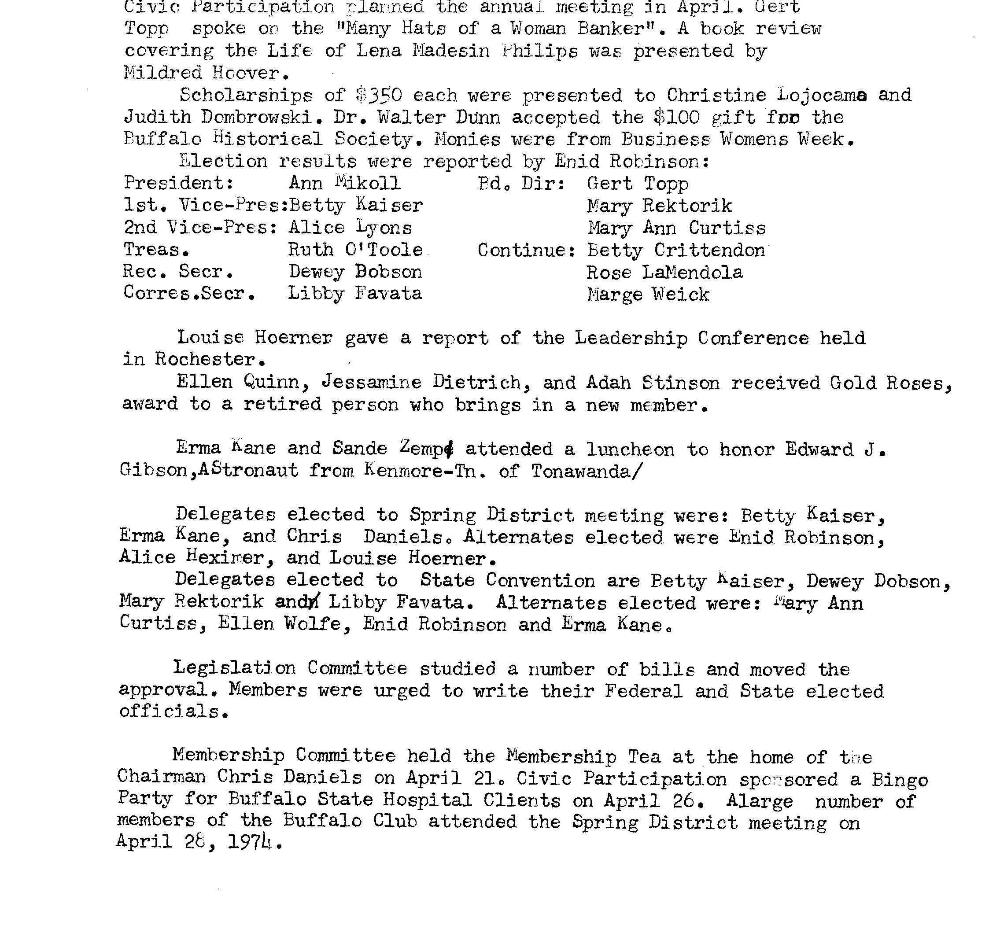 Civic Participation planned the annual meeting in April. Gert
Topp spoke on the "Many Hats of a Woman Banker". A book review
covering the Life of Lena Madesin Philips was presented by
Mildred Hoover.
Scholarships of $350 each were presented to Christine Lojocamo and
Judith Dombrowski. Dr. Walter Dunn accepted the $100 gift for the
Buffalo Historical Society. Monies were from Business Womens Week.
Election results were reported by Enid Robinson:
President: Ann Mikoll Bd. Dir: Gert Topp
1st. Vice-Pres:Betty Kaiser Mary Rektorik
2nd Vice-Pres: Alice Lyons Mary Ann Curtiss
Treas. Ruth O'Toole Continue: Betty Crittendon
Rec. Secr. Dewey Dobson Rose LaMendola
Corres.Secr. Libby Favata Marge Weick
Louise Hoerner gave a report of the Leadership Conference held
in Rochester.
Ellen Quinn, Jessamine Dietrich, and Adah Stinson received Gold Roses,
award to a retired person who brings in a new member.
Erma Kane and Sande attended a luncheon to honor Edward J.
Gibson,AStronaut from Kenmore-Tn. of Tonawanda/
Delegates elected to Spring District meeting were: Betty Kaiser,
Erma Kane, and Chris Daniels. Alternates elected were Enid Robinson,
Alice Heximer, and Louise Hoerner.
Delegates elected to State Convention are Betty Kaiser, Dewey Dobson,
Mary Rektorik and Libby Favata. Alternates elected were: Mary Ann
Curtiss, Ellen Wolfe, Enid Robinson and Erma Kane.
Legislation Committee studied a number of bills and moved the
approval. Members were urged to write their Federal and State elected
officials.
Membership Committee held the Membership Tea at the home of the
Chairman Chris Daniels on April 21. Civic Participation sponsored a Bingo
Party for Buffalo State Hospital Clients on April 26. Alarge number of
members of the Buffalo Club attended the Spring District meeting on
April 28, 1974.